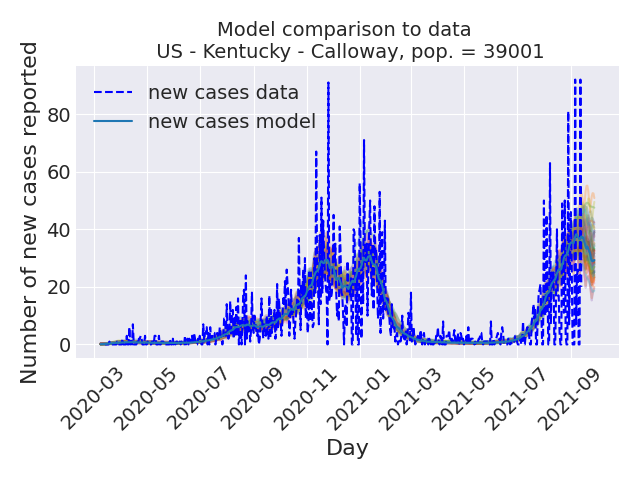 Model comparison to data
US - Kentucky - Calloway, pop. = 39001
Number of new cases reported
new cases data
new cases model
80
60
40
20
0
2020-03
2020-05
2020-07
2020-09
2020-11
2021-01
2021-03
2021-05
2021-07
2021-09
Day